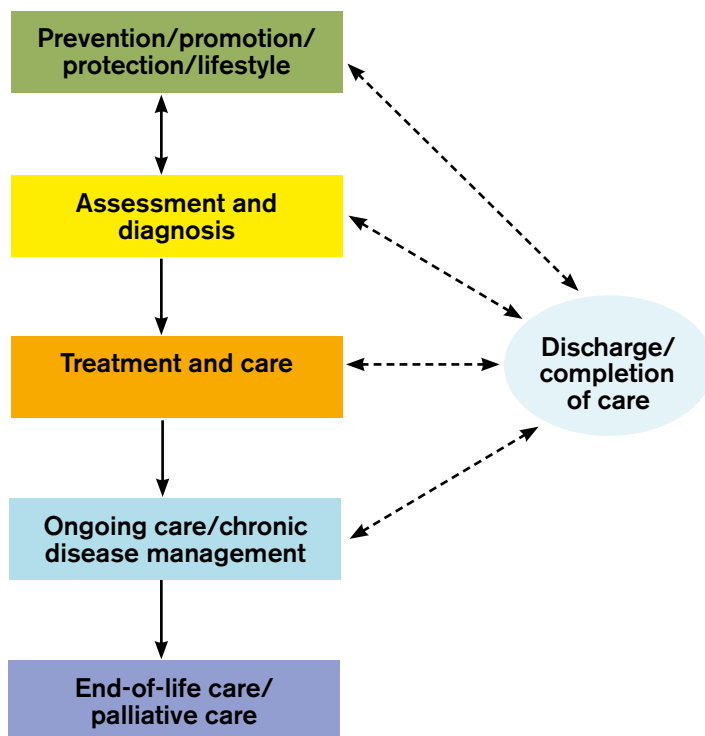 Prevention/promotion/
protection/lifestyle
Assessment and
diagnosis
Treatment and care
Discharge/
completion
of care
Ongoing care/chronic
disease management
End-of-life care/
palliative care